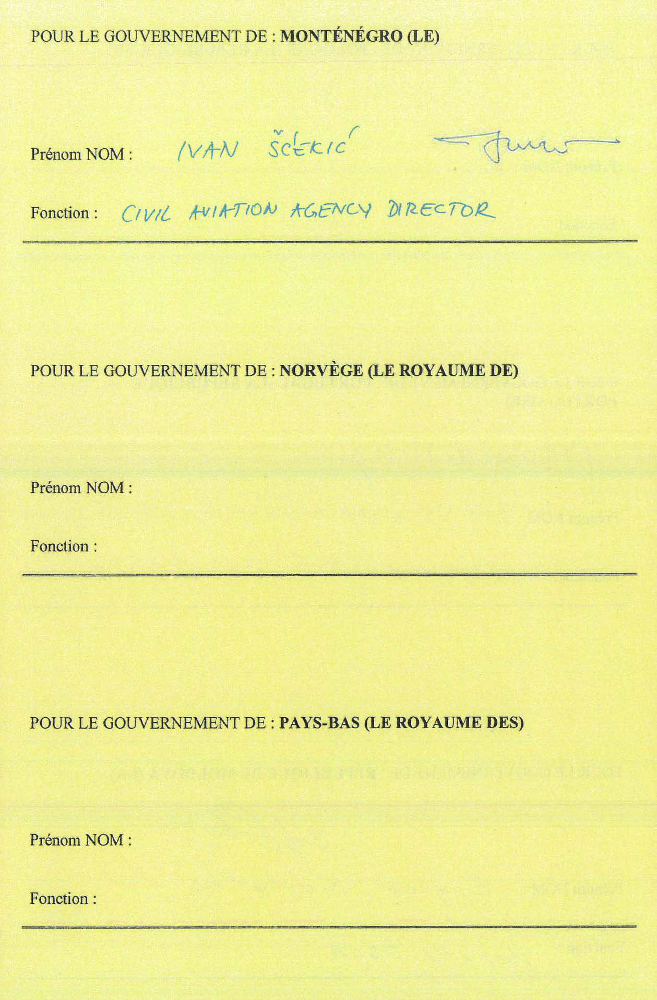 POUR LE GOUVERNEMENT DE : MONTÉNÉGRO (LE)
Prénom NOM : IVAN ŠĆEKIĆ
Fonction : CIVIL AVIATION AGENCY DIRECTOR
POUR LE GOUVERNEMENT DE : NORVÈGE (LE ROYAUME DE)
Prénom NOM :
Fonction :
POUR LE GOUVERNEMENT DE : PAYS-BAS (LE ROYAUME DES)
Prénom NOM :
Fonction :